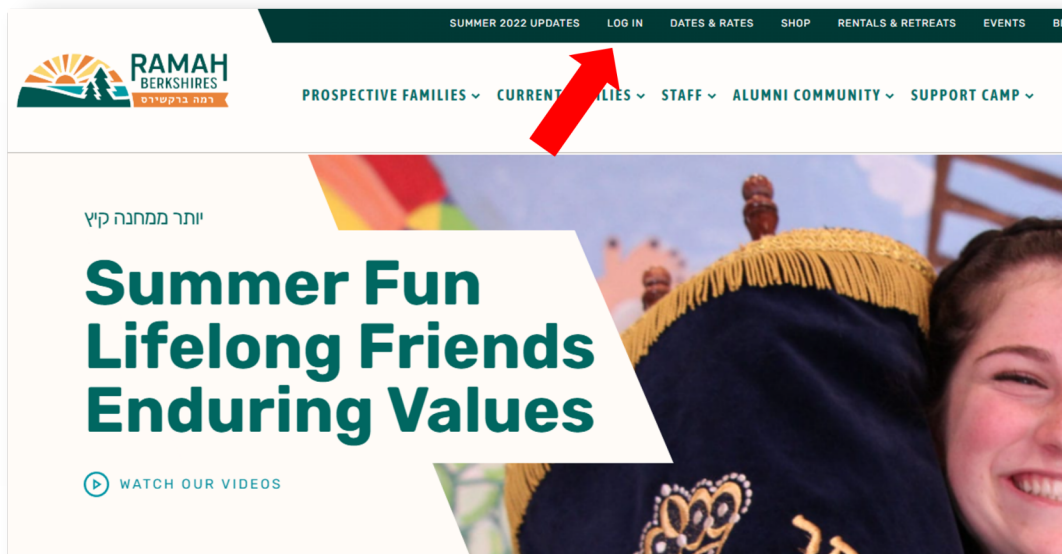 SUMMER 2022 UPDATES LOG IN DATES & RATES SHOP RENTALS & RETREATS EVENTS
RAMAH
BERKSHIRES
רמה ברקשירס
PROSPECTIVE FAMILIES CURRENT STAFF ALUMNI COMMUNITY SUPPORT CAMP
יותר ממחנה קיץ
Summer Fun
Lifelong Friends
Enduring Values
WATCH OUR VIDEOS